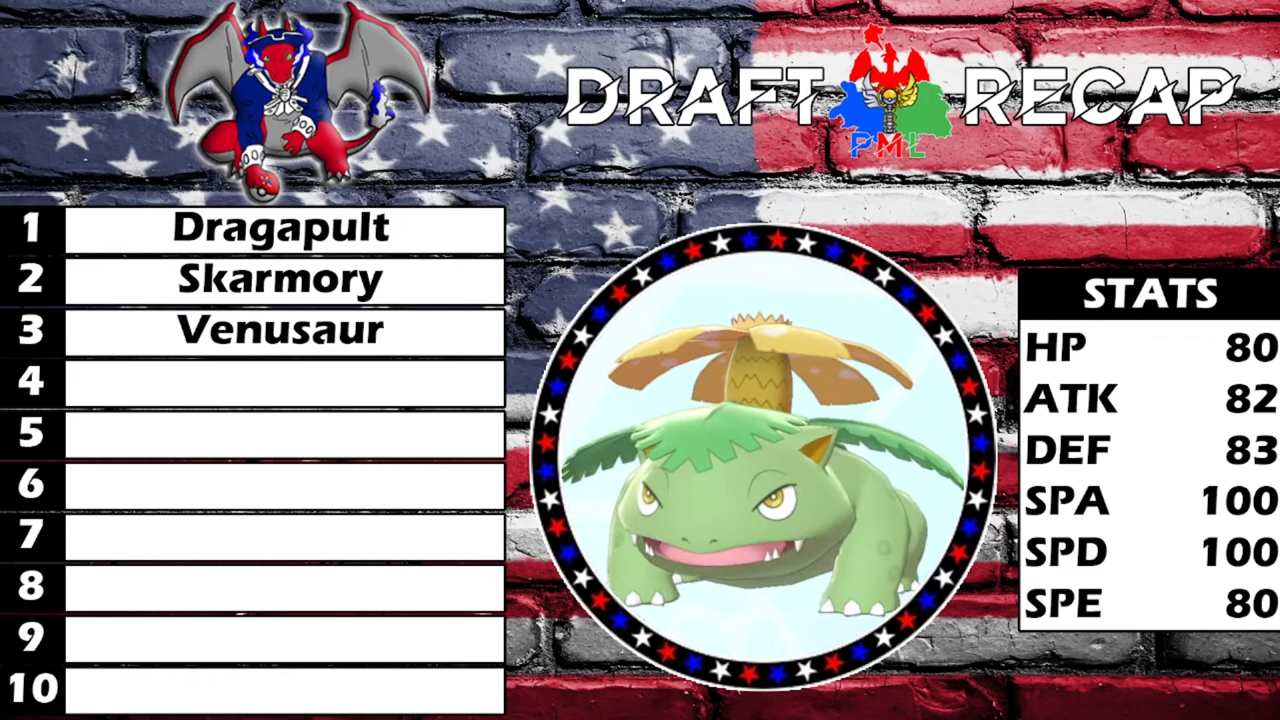 DRAFT RECAP
PML
1 Dragapult
2 Skarmory
3 Venusaur
4
5
6
7
8
9
10
STATS
HP 80
ATK 82
DEF 83
SPA 100
SPD 100
SPE 80